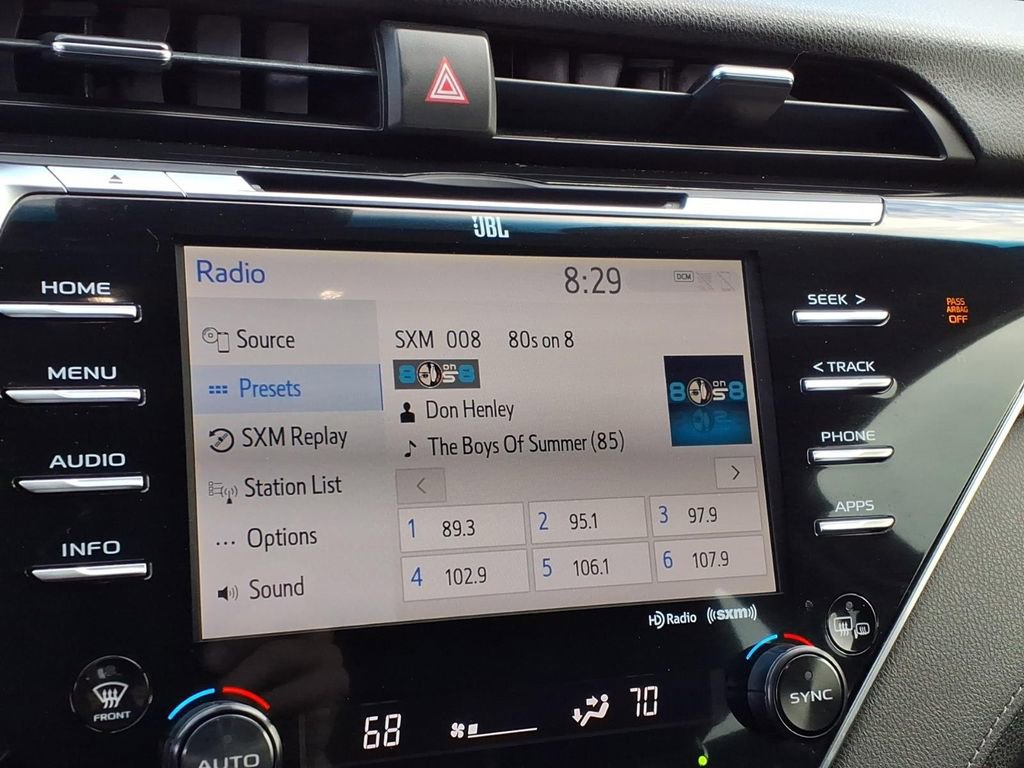 JBL
HOME
MENU
AUDIO
INFO
Radio
8:29
DCM
Source
Presets
SXM Replay
Station List
... Options
Sound
SXM 008 80s on 8
8 on 8
Don Henley
The Boys Of Summer (85)
<
>
1 89.3
2 95.1
3 97.9
4 102.9
5 106.1
6 107.9
HD Radio
((sxm))
SEEK >
< TRACK
PHONE
APPS
PASS
AIRBAG
OFF
FRONT
AUTO
68
70
SYNC